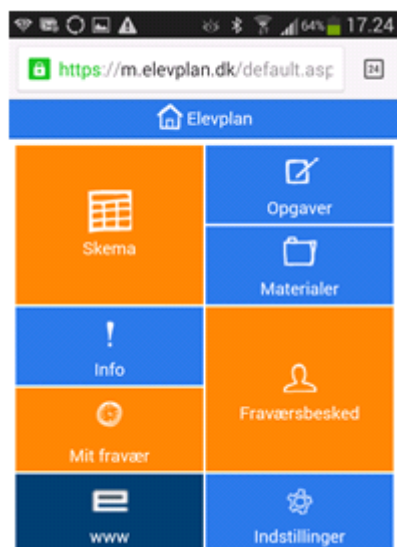 64% 17.24
https://m.elevplan.dk/default.asp
24
Elevplan
Skema
Opgaver
Materialer
Info
Fraværsbesked
Mit fravær
www
Indstillinger